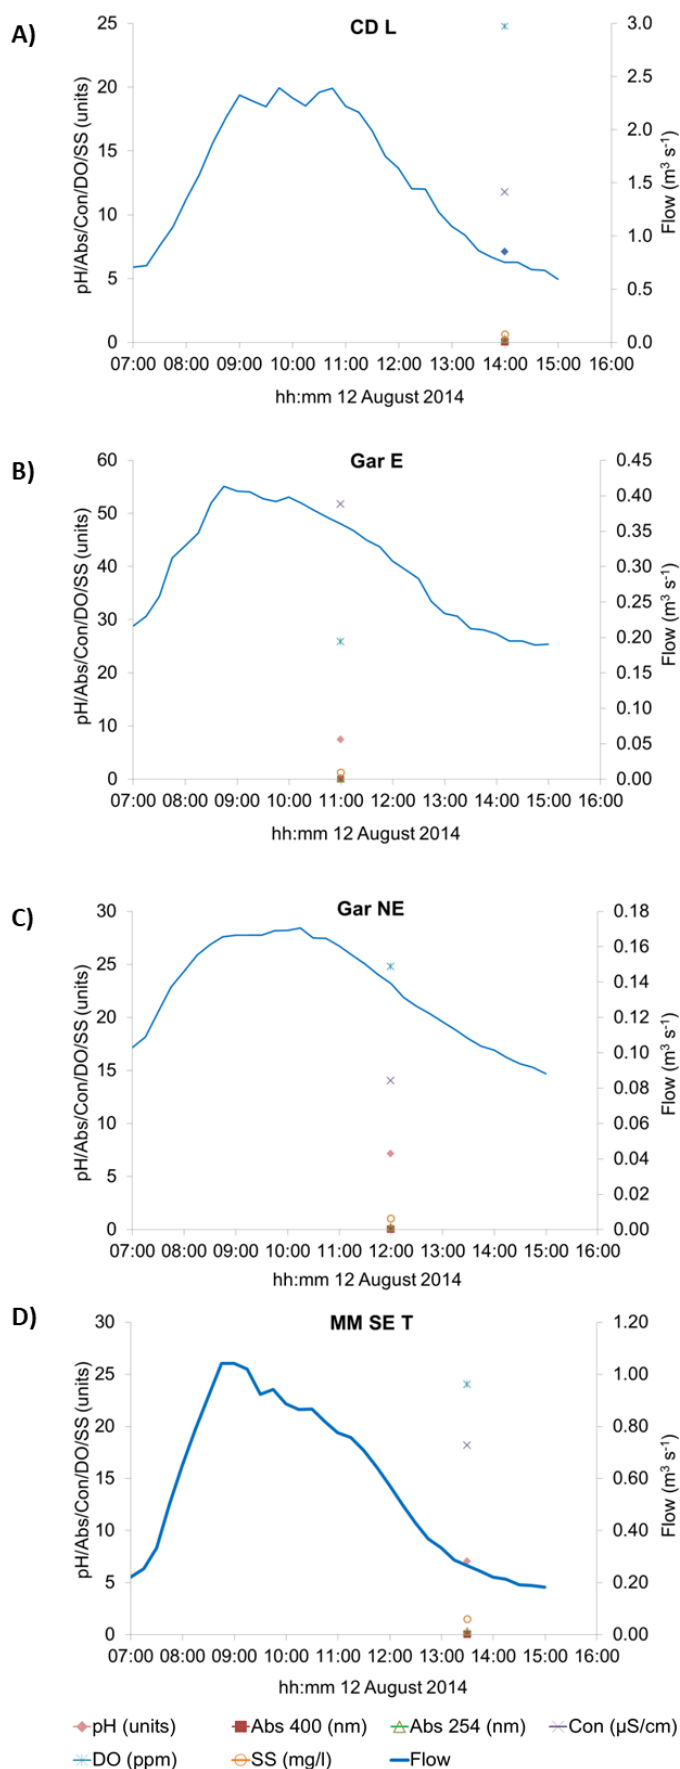 A)
CD L
pH/Abs/Con/DO/SS (units)
25
20
15
10
5
0
3.0
2.5
2.0
1.5
1.0
0.5
0.0
Flow (m³ s⁻¹)
07:00 08:00 09:00 10:00 11:00 12:00 13:00 14:00 15:00 16:00
hh:mm 12 August 2014
B)
Gar E
pH/Abs/Con/DO/SS (units)
60
50
40
30
20
10
0
0.45
0.40
0.35
0.30
0.25
0.20
0.15
0.10
0.05
0.00
Flow (m³ s⁻¹)
07:00 08:00 09:00 10:00 11:00 12:00 13:00 14:00 15:00 16:00
hh:mm 12 August 2014
C)
Gar NE
pH/Abs/Con/DO/SS (units)
30
25
20
15
10
5
0
0.18
0.16
0.14
0.12
0.10
0.08
0.06
0.04
0.02
0.00
Flow (m³ s⁻¹)
07:00 08:00 09:00 10:00 11:00 12:00 13:00 14:00 15:00 16:00
hh:mm 12 August 2014
D)
MM SE T
pH/Abs/Con/DO/SS (units)
30
25
20
15
10
5
0
1.20
1.00
0.80
0.60
0.40
0.20
0.00
Flow (m³ s⁻¹)
07:00 08:00 09:00 10:00 11:00 12:00 13:00 14:00 15:00 16:00
hh:mm 12 August 2014
pH (units) Abs 400 (nm) Abs 254 (nm) Con (µS/cm)
DO (ppm) SS (mg/l) Flow